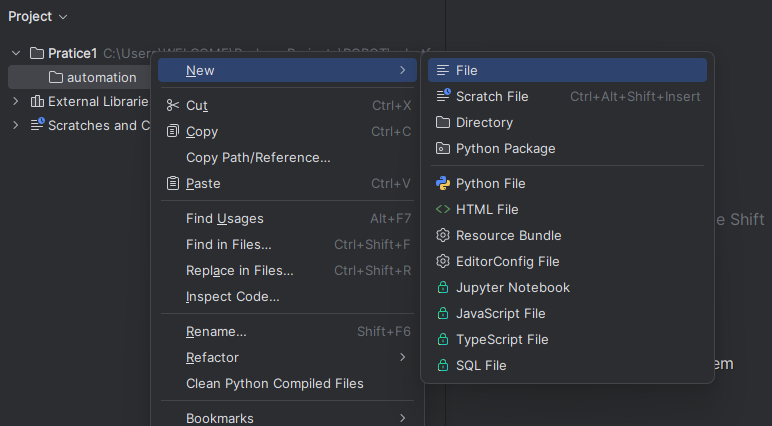 Project
Pratice1 C:\Users\WELCOME\
automation
External Librarie
Scratches and C
New
Cut Ctrl+X
Copy Ctrl+C
Copy Path/Reference...
Paste Ctrl+V
Find Usages Alt+F7
Find in Files... Ctrl+Shift+F
Replace in Files... Ctrl+Shift+R
Inspect Code...
Rename... Shift+F6
Refactor
Clean Python Compiled Files
Bookmarks
File
Scratch File Ctrl+Alt+Shift+Insert
Directory
Python Package
Python File
HTML File
Resource Bundle
EditorConfig File
Jupyter Notebook
JavaScript File
TypeScript File
SQL File
e Shift
em